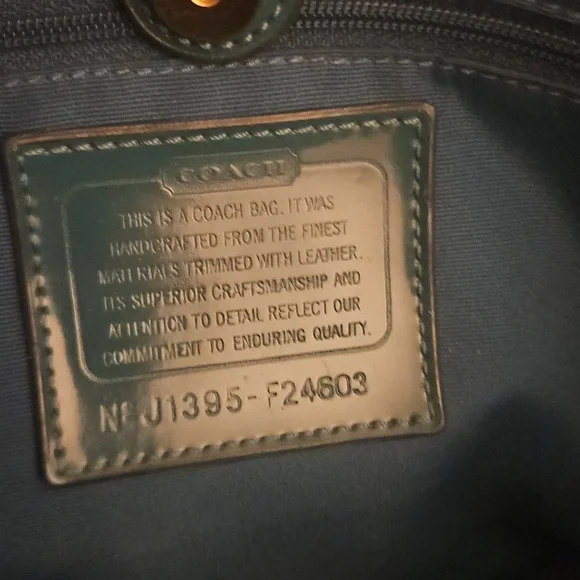 COACH
THIS IS A COACH BAG. IT WAS
HANDCRAFTED FROM THE FINEST
MATERIALS TRIMMED WITH LEATHER.
ITS SUPERIOR CRAFTSMANSHIP AND
ATTENTION TO DETAIL REFLECT OUR
COMMITMENT TO ENDURING QUALITY.
J1395-F24603